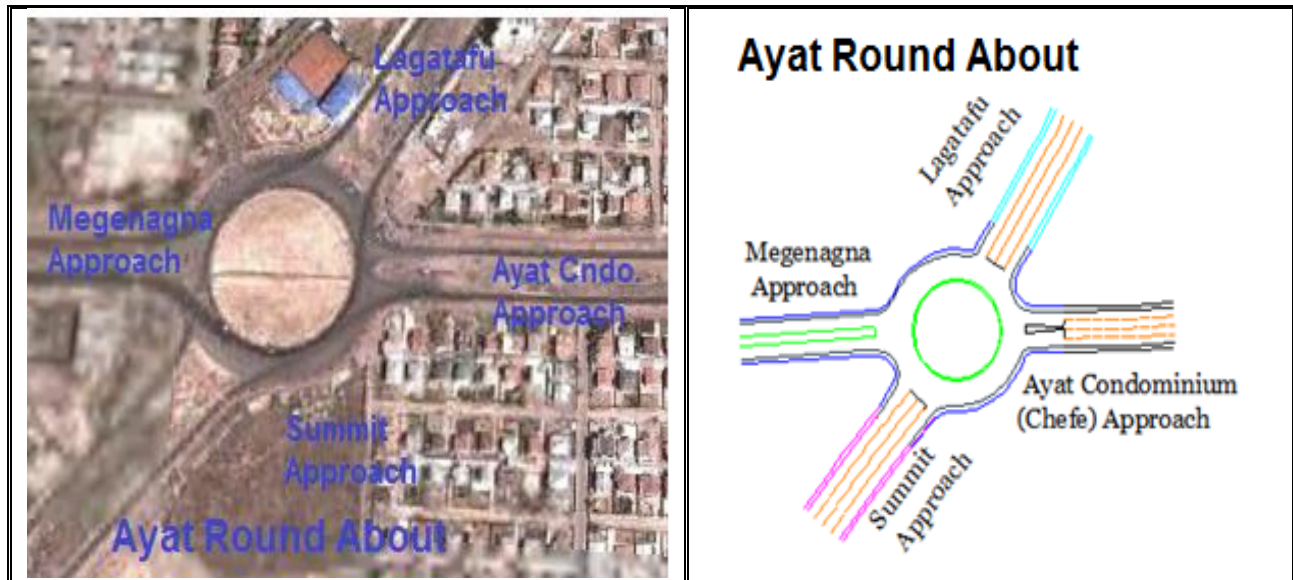 Lagatafu
Approach
Megenagna
Approach
Ayat Cndo.
Approach
Summit
Approach
Ayat Round About
Ayat Round About
Lagatafu
Approach
Megenagna
Approach
Ayat Condominium
(Chefe) Approach
Summit
Approach